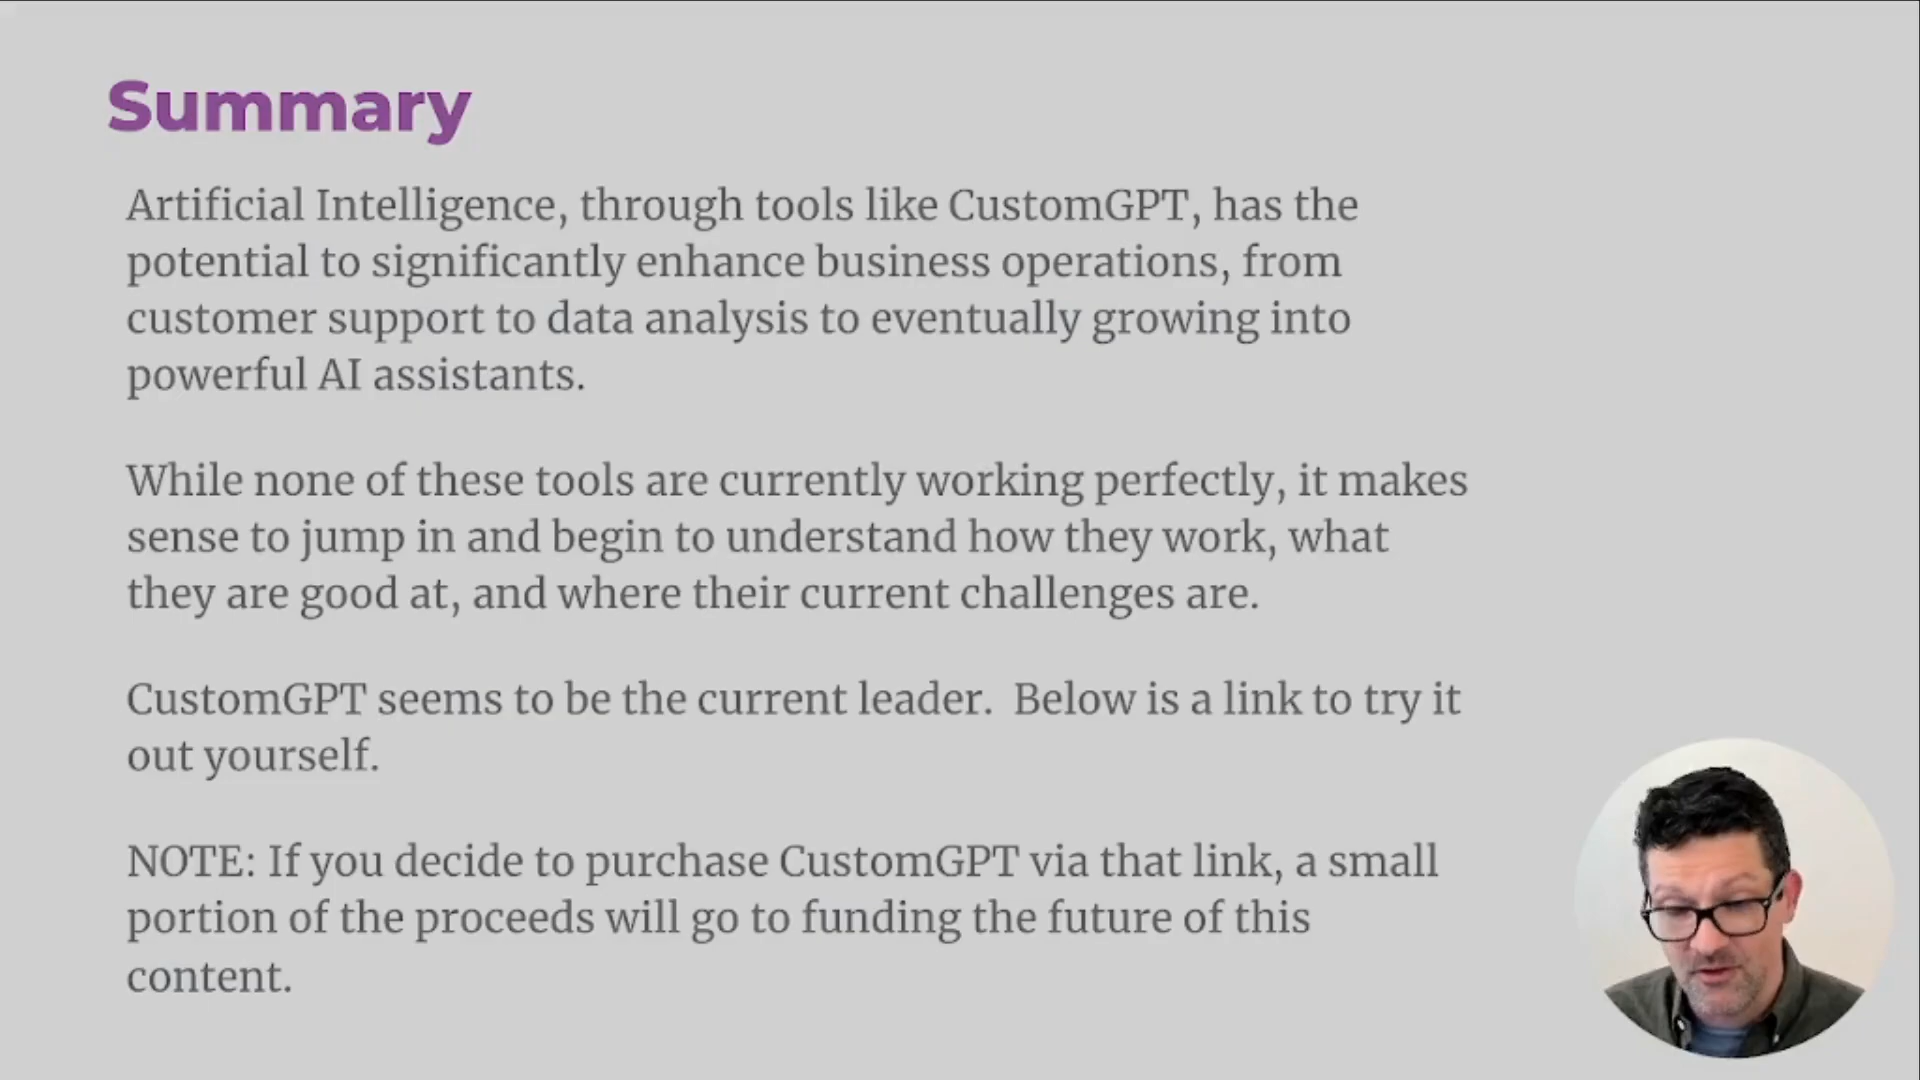 Summary
Artificial Intelligence, through tools like CustomGPT, has the
potential to significantly enhance business operations, from
customer support to data analysis to eventually growing into
powerful AI assistants.
While none of these tools are currently working perfectly, it makes
sense to jump in and begin to understand how they work, what
they are good at, and where their current challenges are.
CustomGPT seems to be the current leader.  Below is a link to try it
out yourself.
NOTE: If you decide to purchase CustomGPT via that link, a small
portion of the proceeds will go to funding the future of this
content.